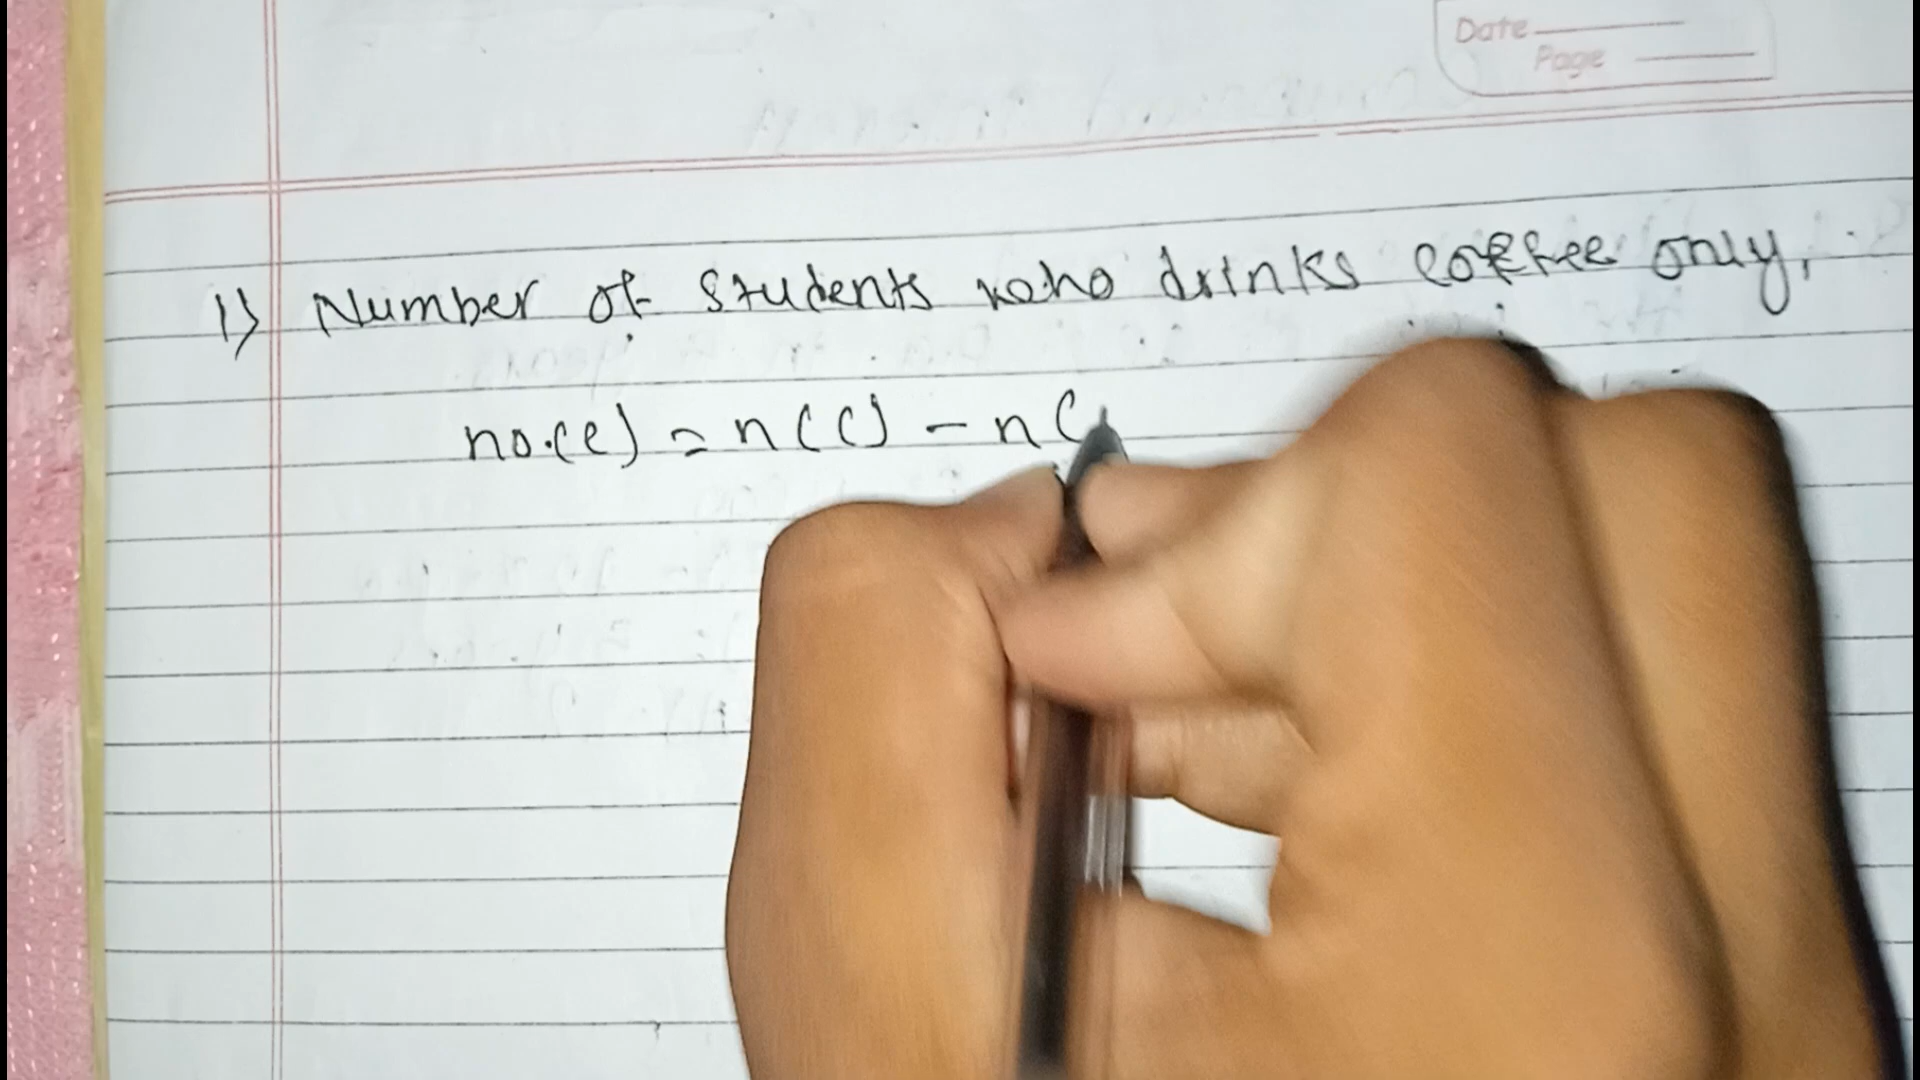 Date
Page
1) Number of students who drinks coffee only,
no.(c) = n(C) - n(